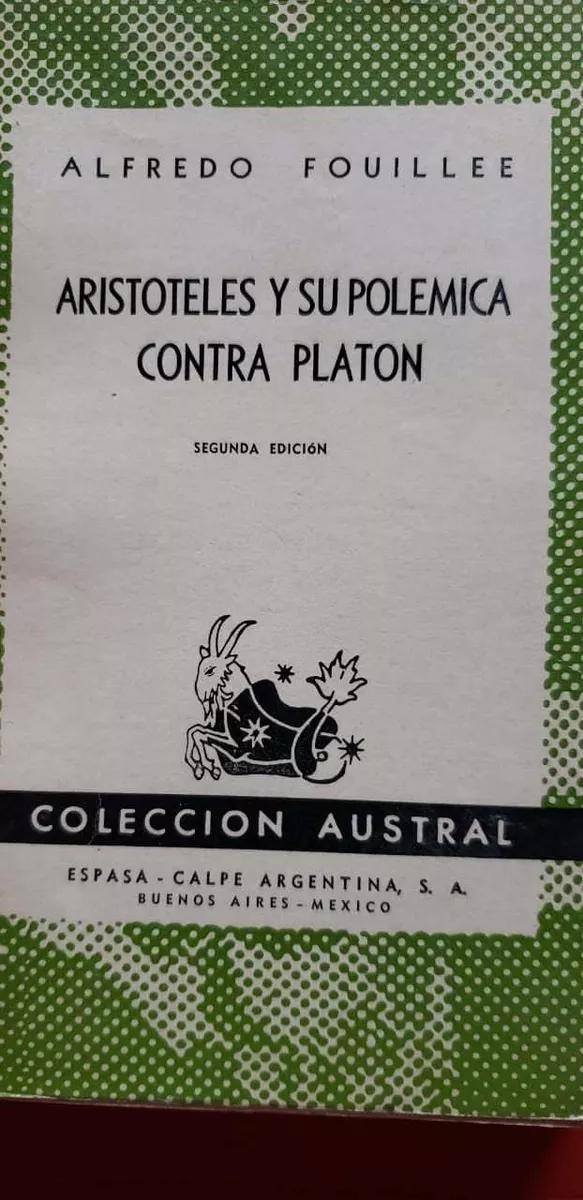 ALFREDO FOUILLEE
ARISTOTELES Y SU POLEMICA
CONTRA PLATON
SEGUNDA EDICIÓN
COLECCION AUSTRAL
ESPASA - CALPE ARGENTINA, S. A.
BUENOS AIRES - MEXICO